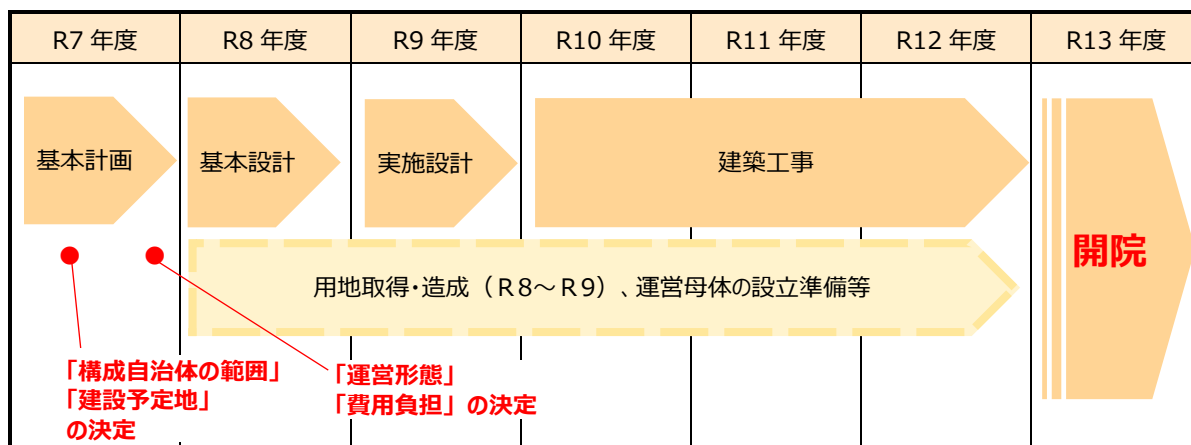 R7 年度
R8 年度
R9 年度
R10 年度
R11 年度
R12 年度
R13 年度
基本計画
基本設計
実施設計
建築工事
開院
用地取得・造成（R8～R9）、運営母体の設立準備等
「構成自治体の範囲」
「建設予定地」
の決定
「運営形態」
「費用負担」の決定